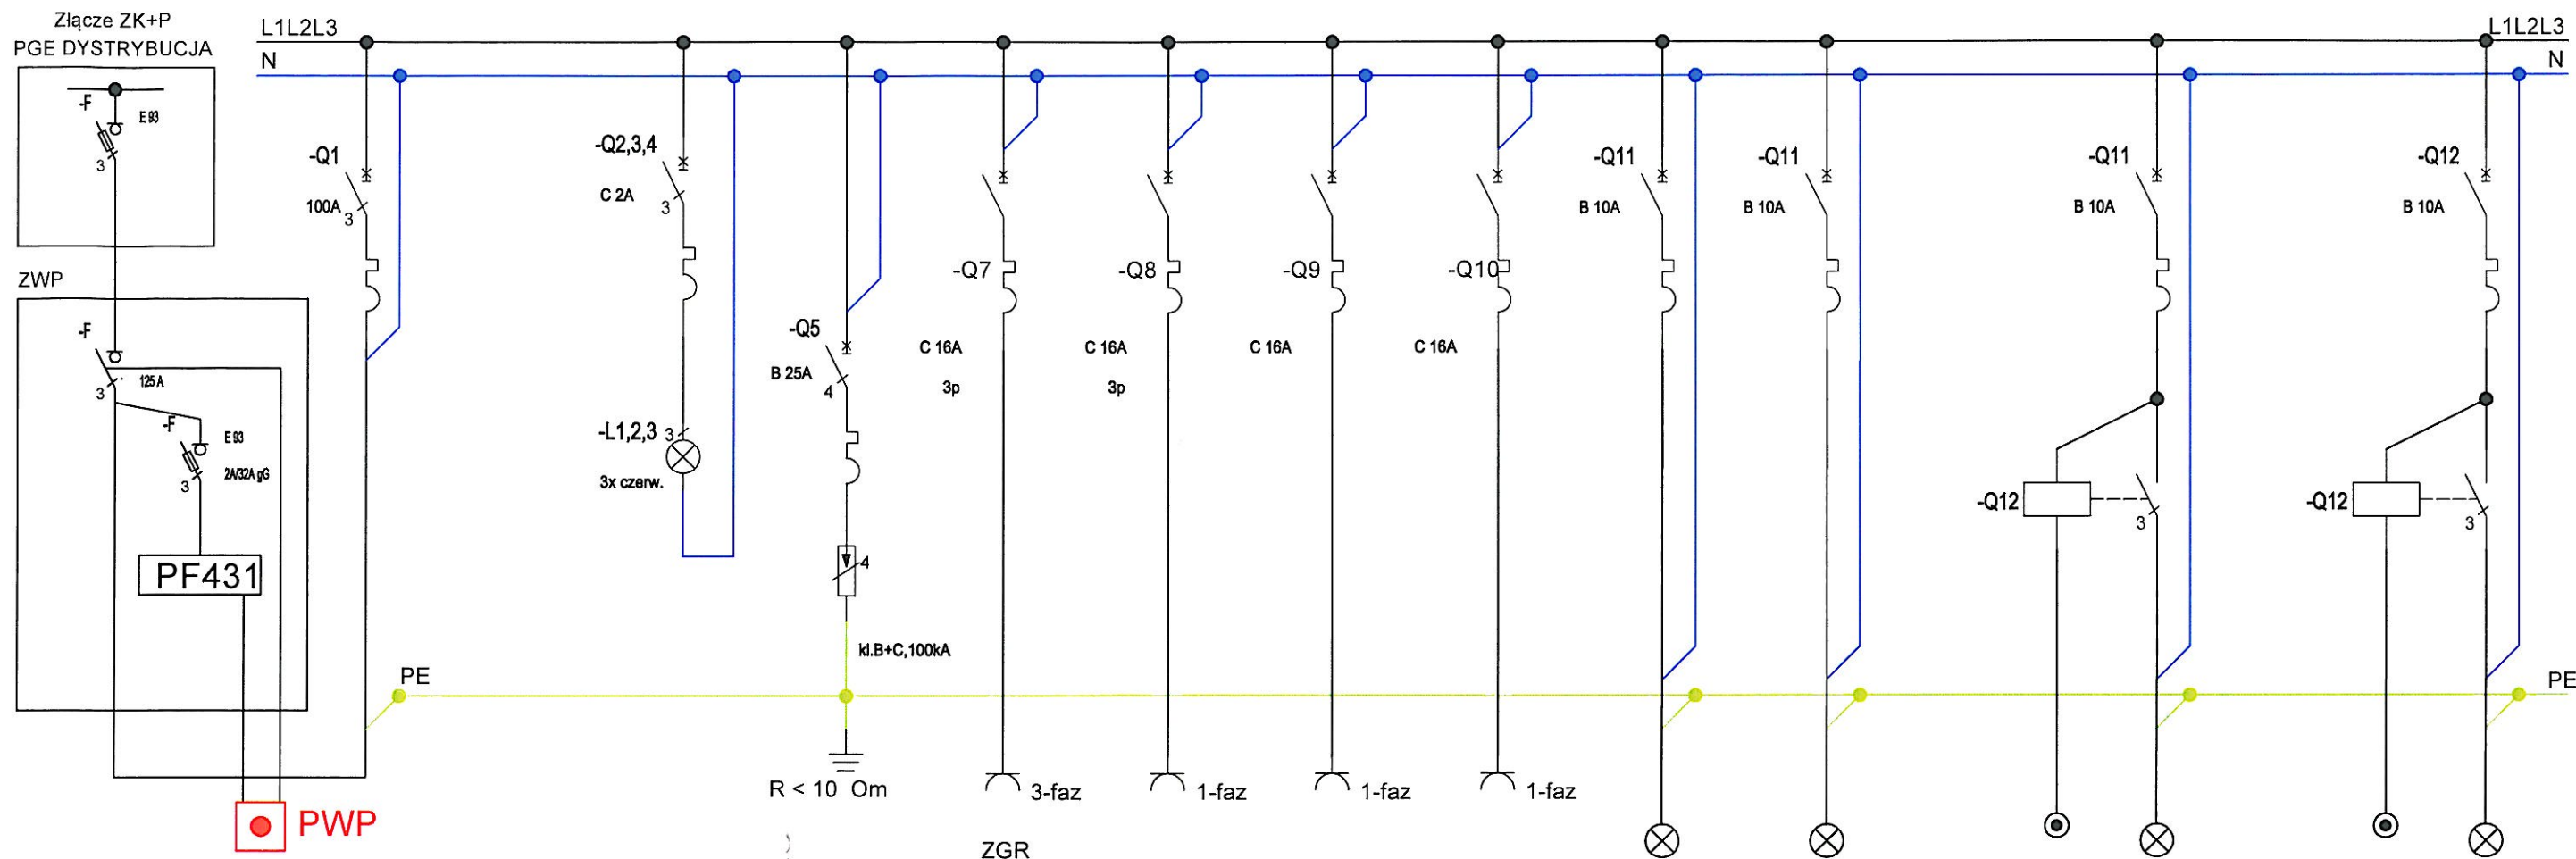 Złącze ZK+P
PGE DYSTRYBUCJA
-F
E 93
3
ZWP
-F
125 A
3
-F
E 93
2A/32A gG
3
PF431
PWP
L1L2L3
L1L2L3
N
N
-Q1
100A
3
-Q2,3,4
C 2A
3
-L1,2,3
3
3x czerw.
-Q5
B 25A
4
4
kl.B+C,100kA
R < 10 Om
-Q7
C 16A
3p
-Q8
C 16A
3p
-Q9
C 16A
-Q10
C 16A
-Q11
B 10A
-Q11
B 10A
-Q11
B 10A
-Q12
3
-Q12
B 10A
-Q12
3
PE
PE
3-faz
1-faz
1-faz
1-faz
ZGR